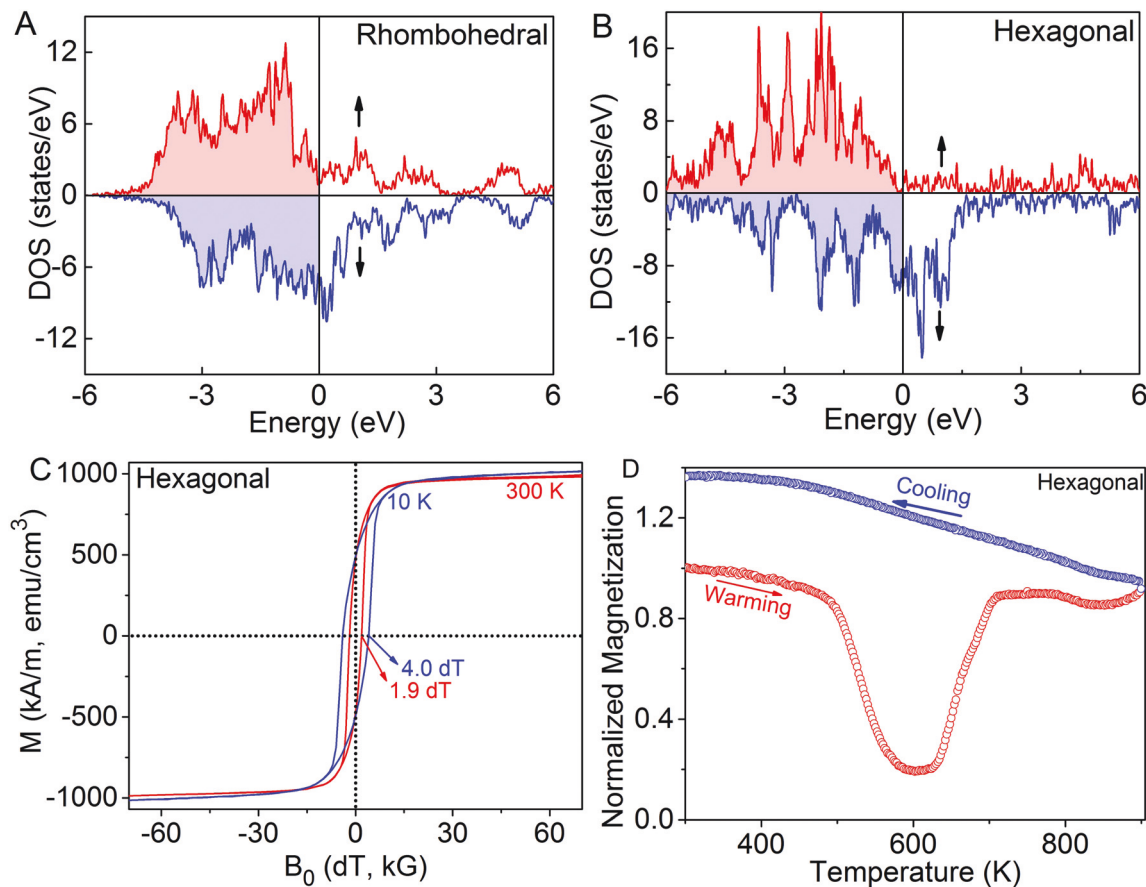 A
Rhombohedral
DOS (states/eV)
12
6
0
-6
-12
-6
-3
0
3
6
Energy (eV)
B
Hexagonal
DOS (states/eV)
16
8
0
-8
-16
-6
-3
0
3
6
Energy (eV)
C
Hexagonal
M (kA/m, emu/cm³)
1000
500
0
-500
-1000
10 K
300 K
4.0 dT
1.9 dT
-60
-30
0
30
60
B₀ (dT, kG)
D
Hexagonal
Normalized Magnetization
1.2
0.8
0.4
0.0
Cooling
Warming
400
600
800
Temperature (K)